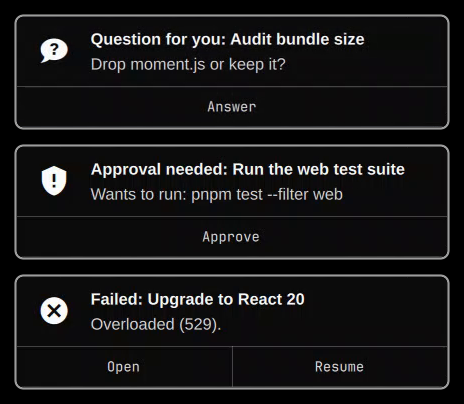 Question for you: Audit bundle size
Drop moment.js or keep it?
Answer
Approval needed: Run the web test suite
Wants to run: pnpm test --filter web
Approve
Failed: Upgrade to React 20
Overloaded (529).
Open
Resume